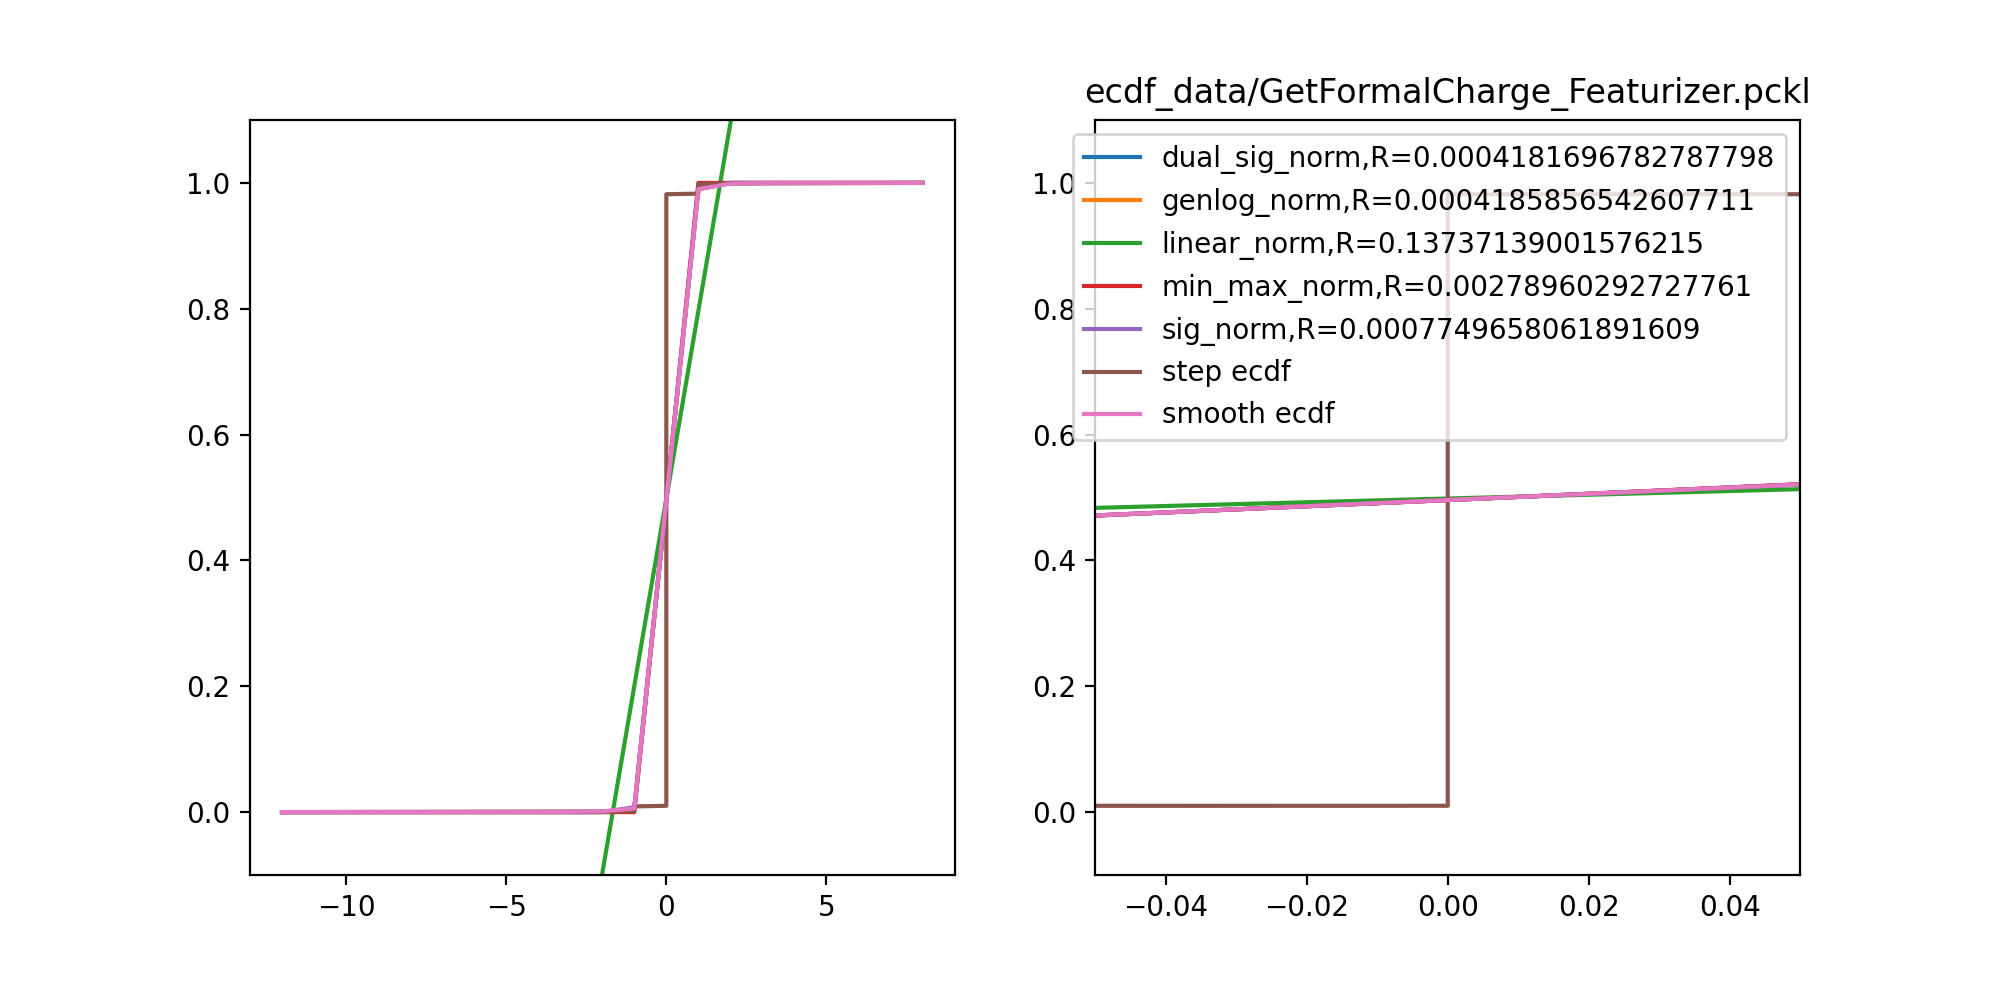 ecdf_data/GetFormalCharge_Featurizer.pckl
1.0
0.8
0.6
0.4
0.2
0.0
−10 −5 0 5
dual_sig_norm,R=0.0004181696782787798
genlog_norm,R=0.0004185856542607711
linear_norm,R=0.13737139001576215
min_max_norm,R=0.00278960292727761
sig_norm,R=0.0007749658061891609
step ecdf
smooth ecdf
1.0
0.8
0.6
0.4
0.2
0.0
−0.04 −0.02 0.00 0.02 0.04